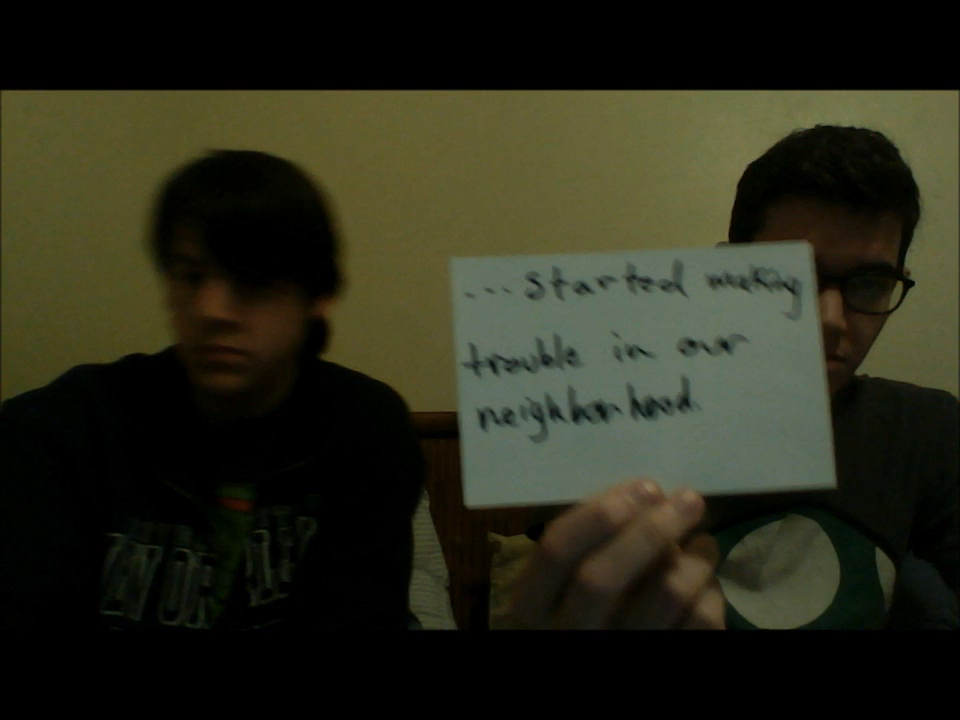 ...started making
trouble in our
neighborhood.